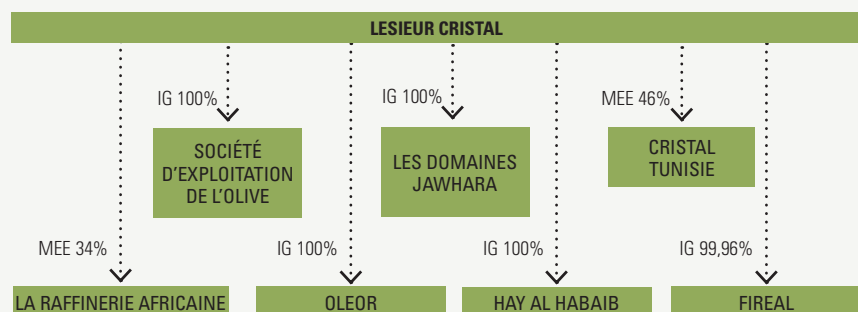 LESIEUR CRISTAL
IG 100%
IG 100%
MEE 46%
SOCIÉTÉ
D'EXPLOITATION
DE L'OLIVE
LES DOMAINES
JAWHARA
CRISTAL
TUNISIE
MEE 34%
IG 100%
IG 100%
IG 99,96%
LA RAFFINERIE AFRICAINE
OLEOR
HAY AL HABAIB
FIREAL